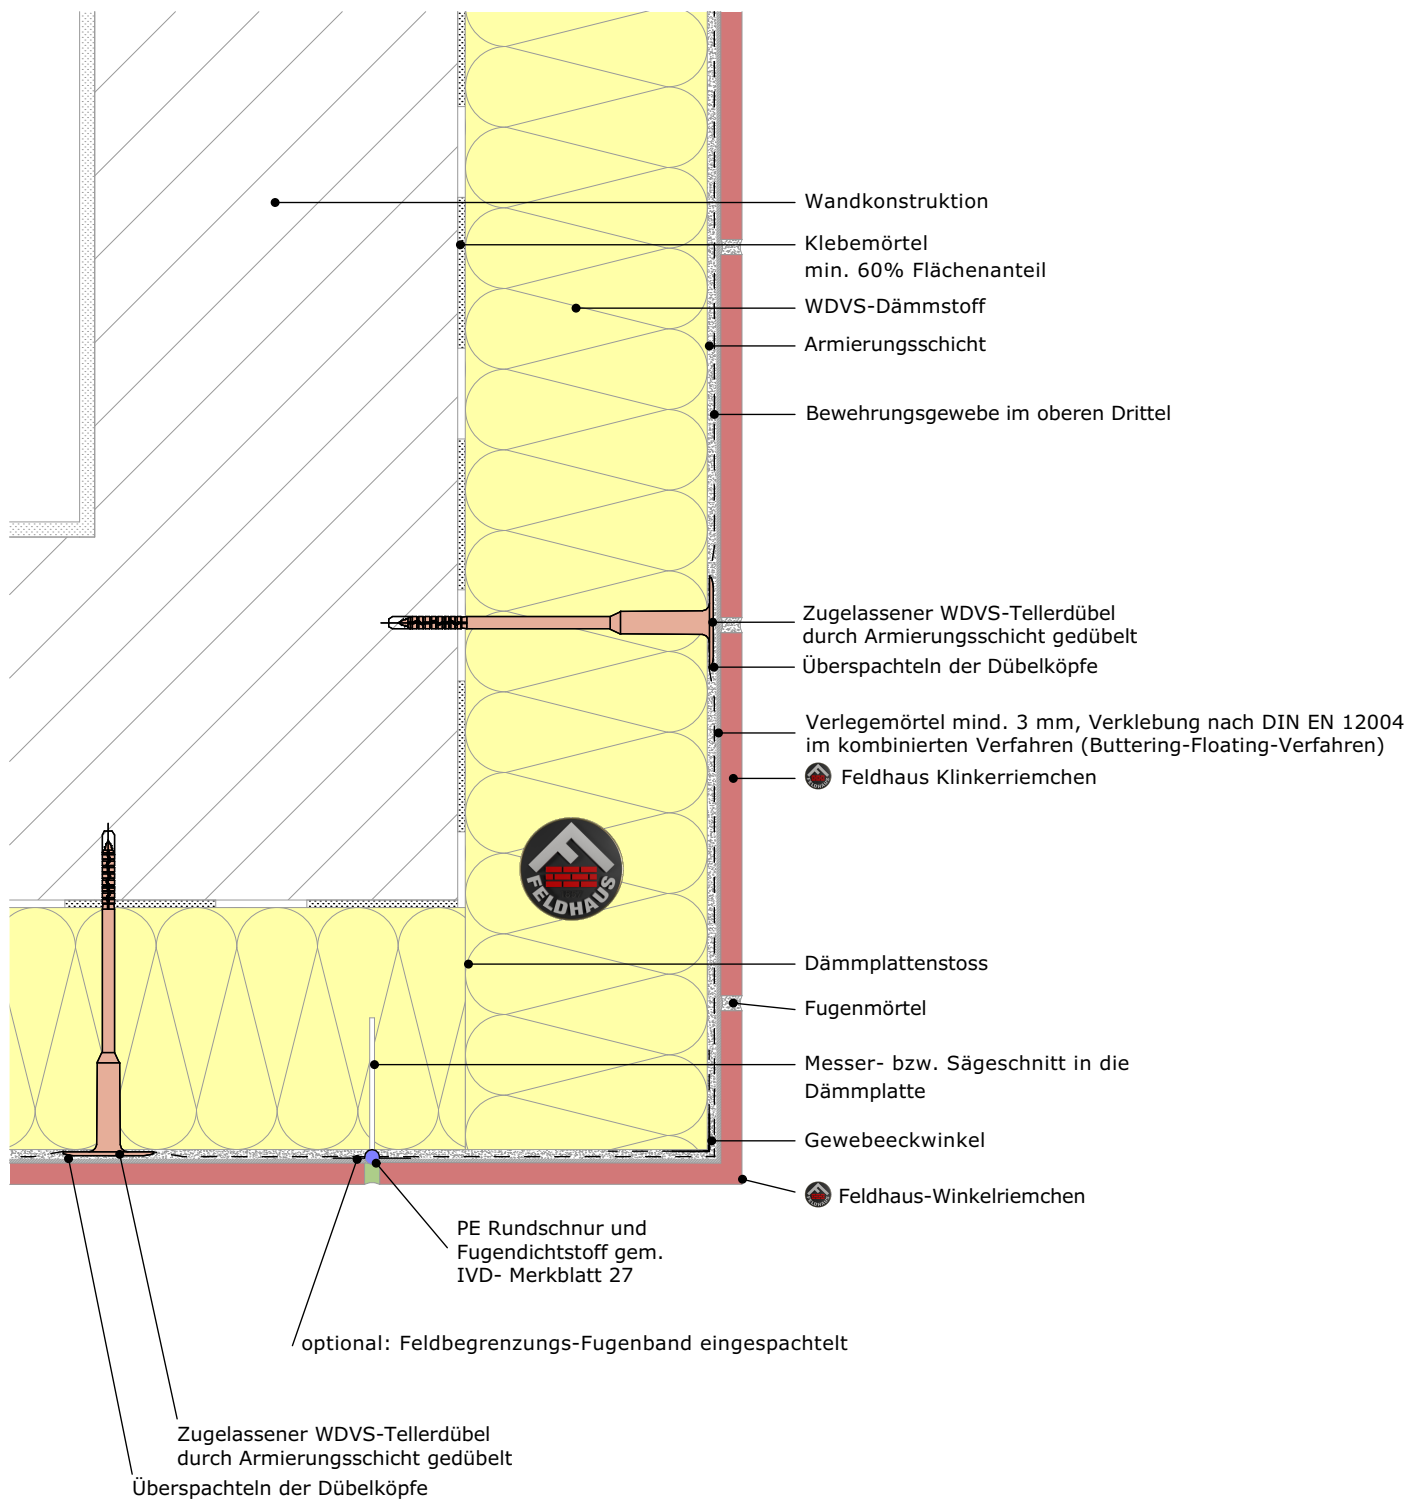 Wandkonstruktion
Klebemörtel
min. 60% Flächenanteil
WDVS-Dämmstoff
Armierungsschicht
Bewehrungsgewebe im oberen Drittel
Zugelassener WDVS-Tellerdübel
durch Armierungsschicht gedübelt
Überspachteln der Dübelköpfe
Verlegemörtel mind. 3 mm, Verklebung nach DIN EN 12004
im kombinierten Verfahren (Buttering-Floating-Verfahren)
FELDHAUS
Feldhaus Klinkerriemchen
FELDHAUS
Dämmplattenstoss
Fugenmörtel
Messer- bzw. Sägeschnitt in die
Dämmplatte
Gewebeeckwinkel
FELDHAUS
Feldhaus-Winkelriemchen
PE Rundschnur und
Fugendichtstoff gem.
IVD- Merkblatt 27
optional: Feldbegrenzungs-Fugenband eingespachtelt
Zugelassener WDVS-Tellerdübel
durch Armierungsschicht gedübelt
Überspachteln der Dübelköpfe